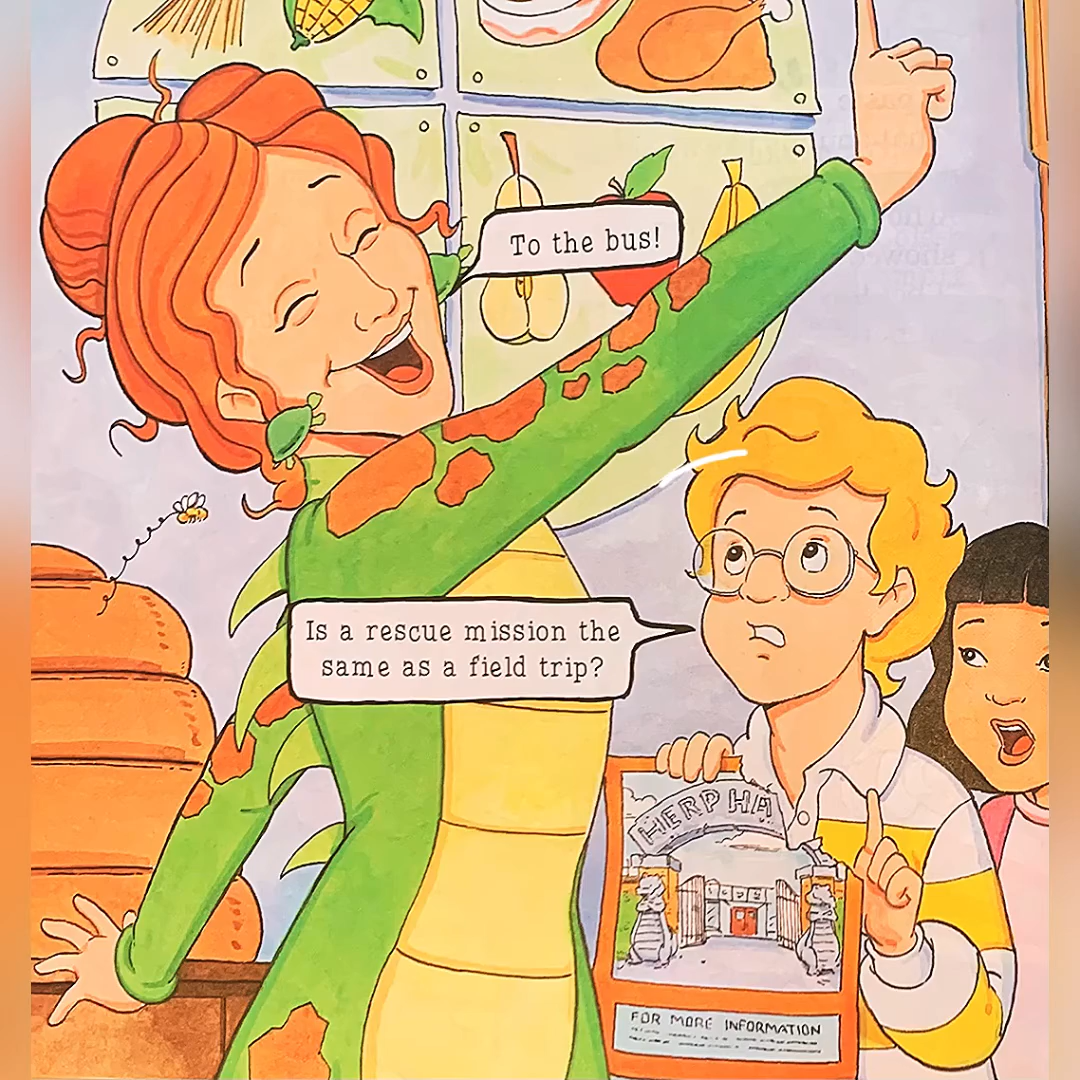 To the bus!
Is a rescue mission the
same as a field trip?
HERP HA
FOR MORE INFORMATION